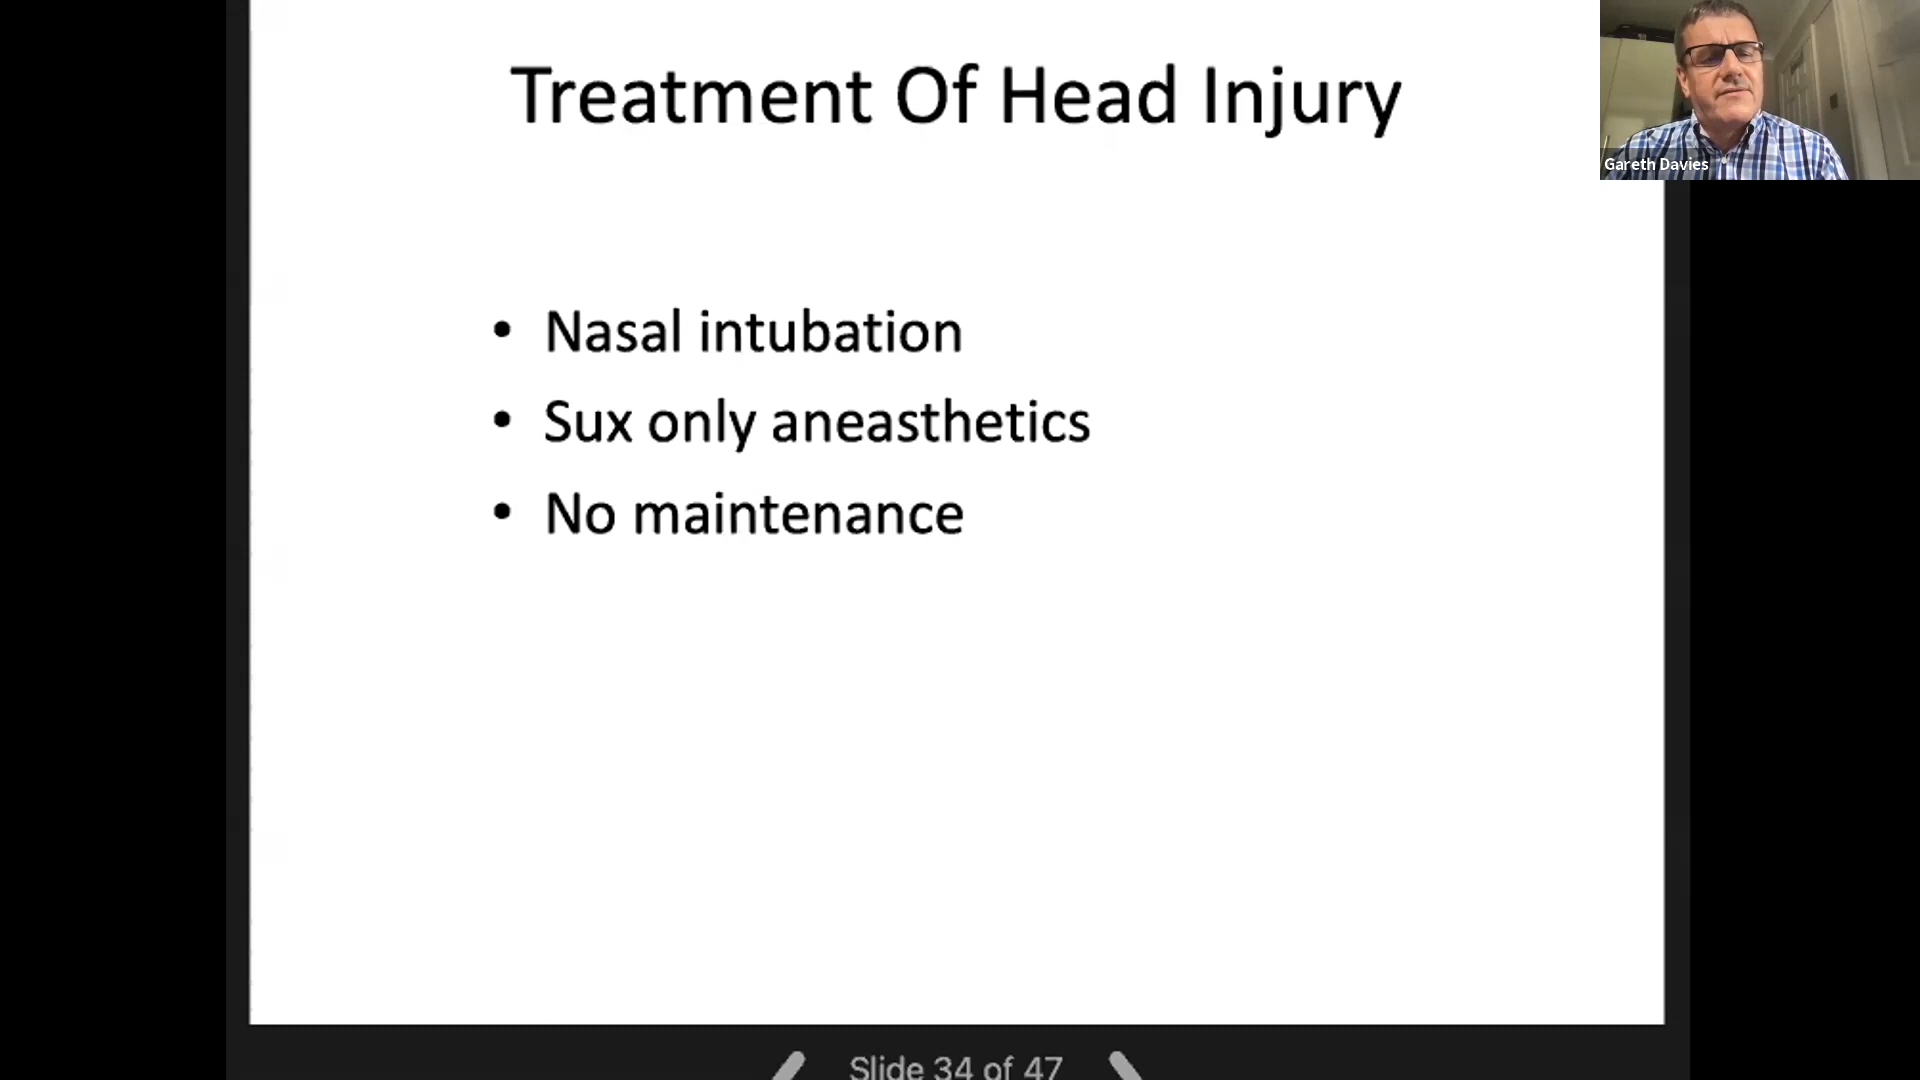 Treatment Of Head Injury
Gareth Davies
• Nasal intubation
• Sux only aneasthetics
• No maintenance
Slide 34 of 47